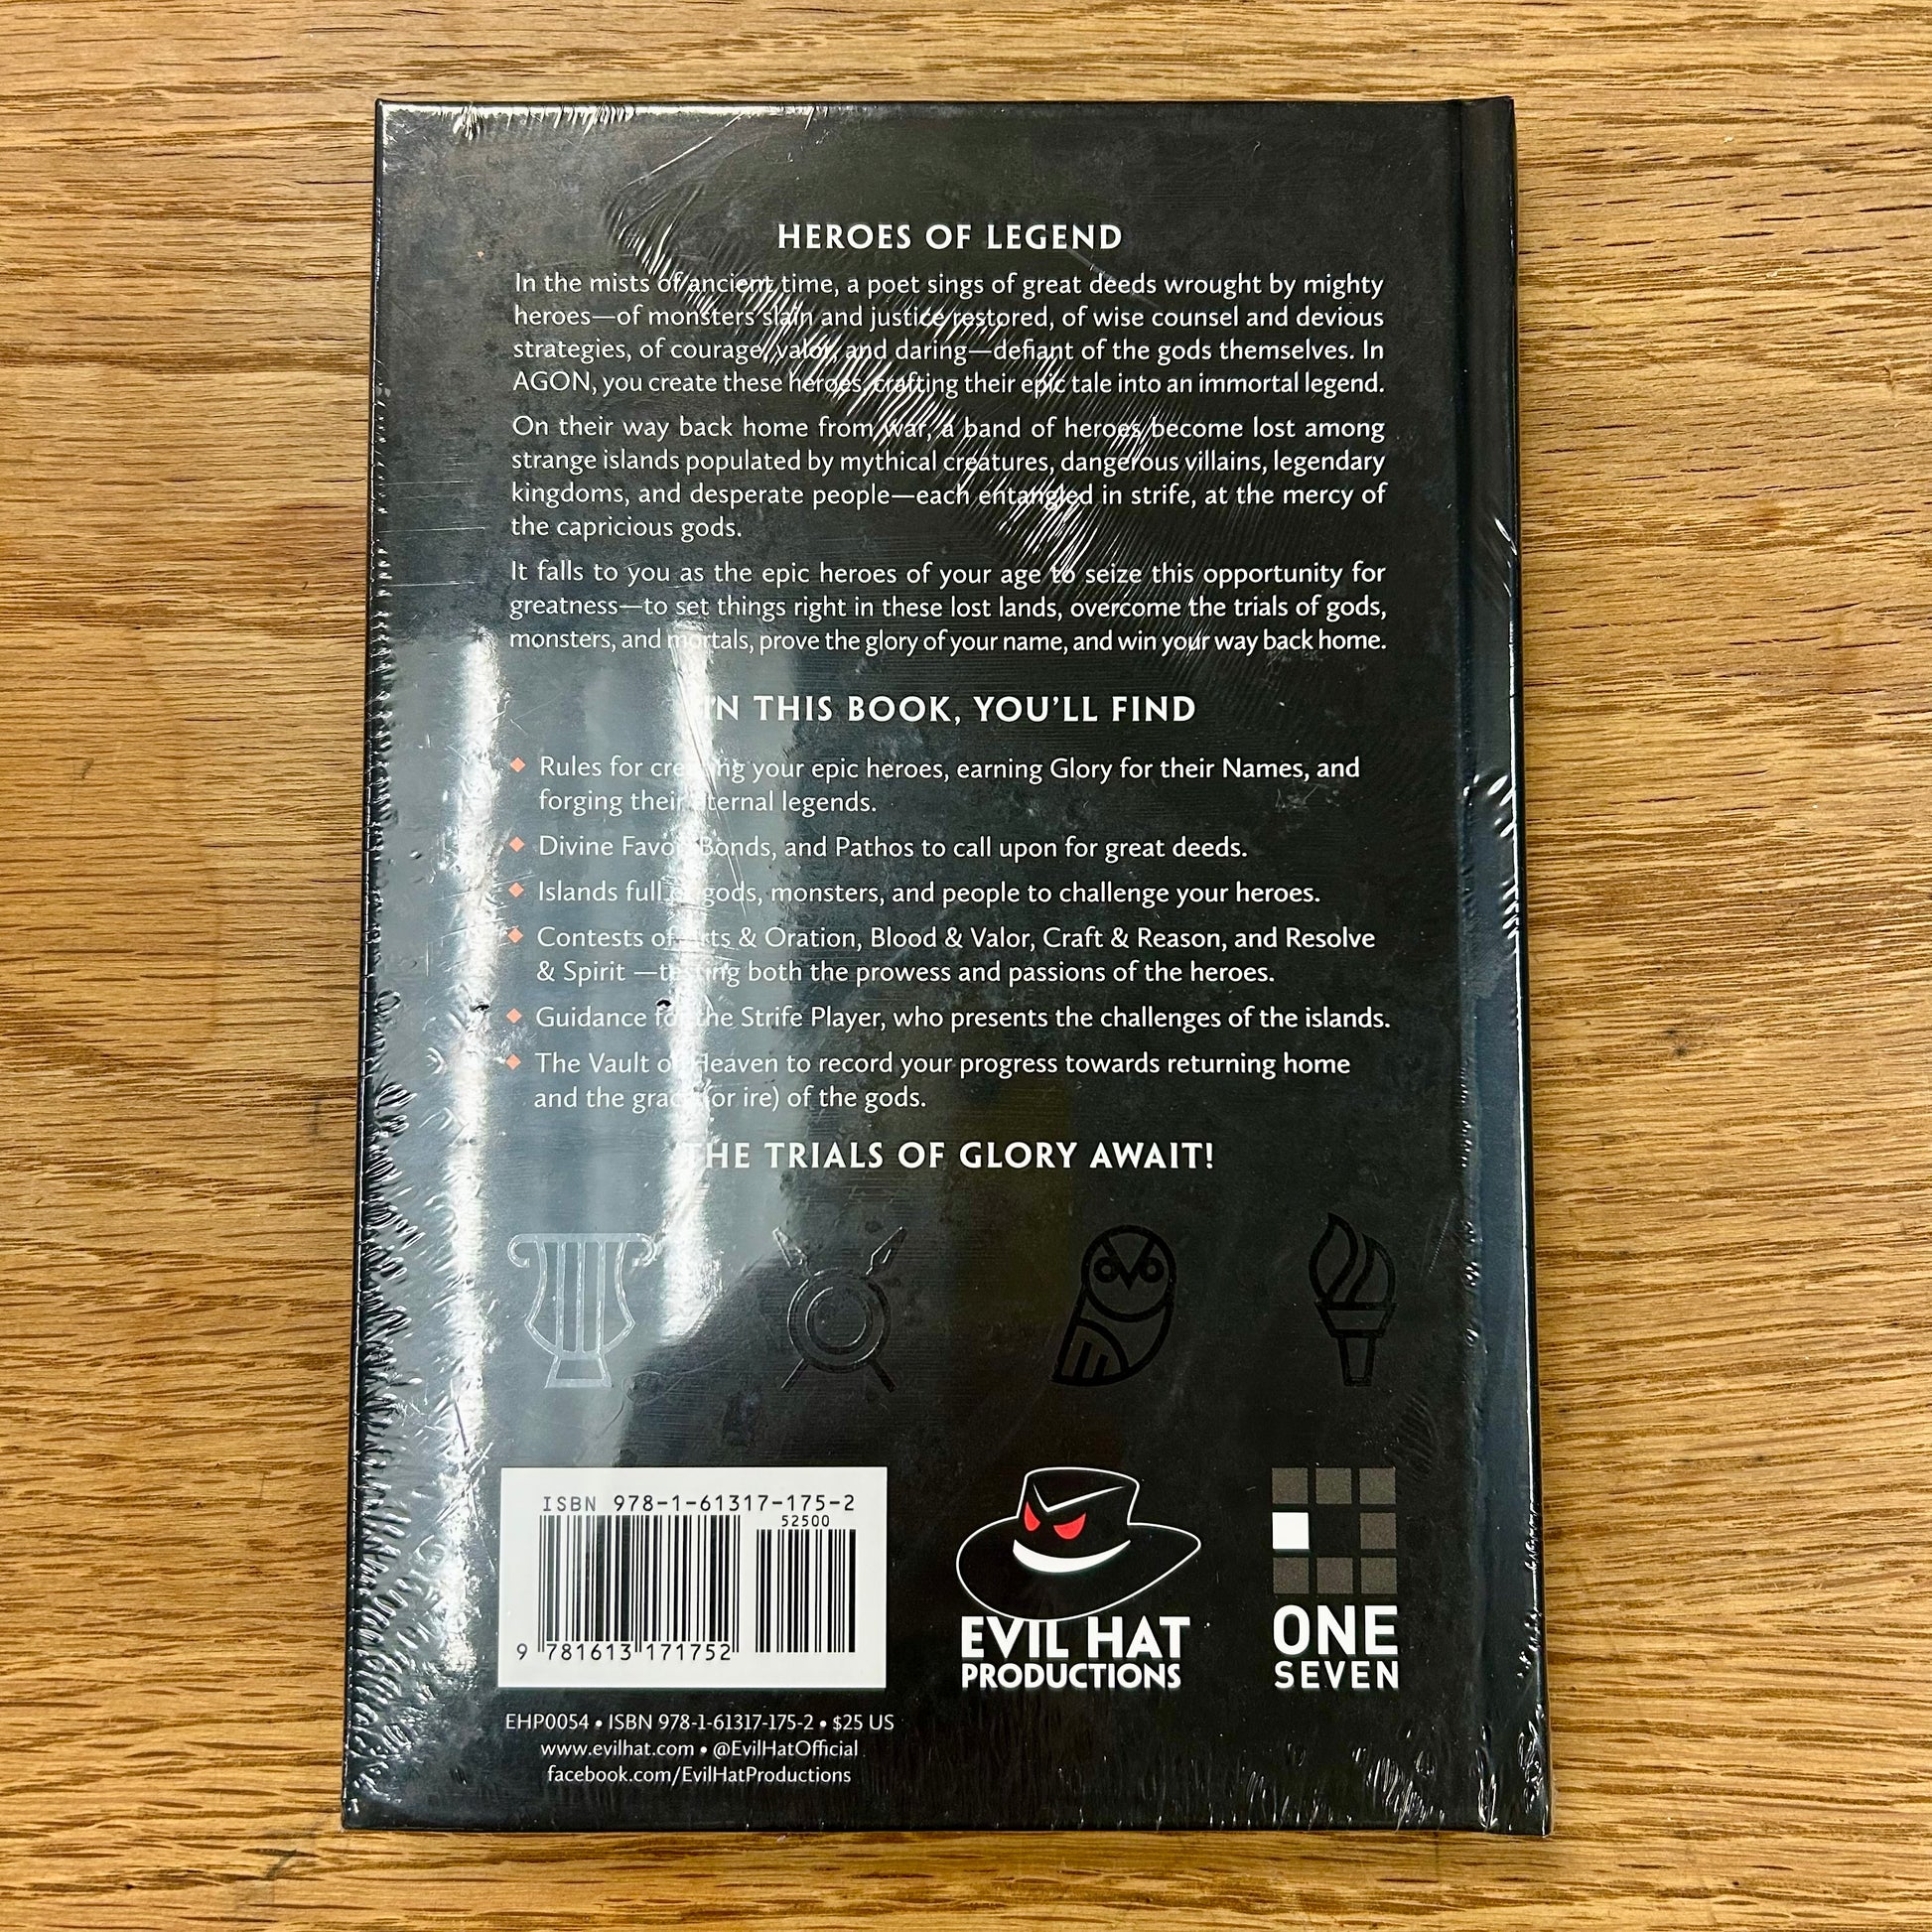 HEROES OF LEGEND
In the mists of ancient time, a poet sings of great deeds wrought by mighty
heroes—of monsters slain and justice restored, of wise counsel and devious
strategies, of courage, valor, and daring—defiant of the gods themselves. In
AGON, you create these heroes, crafting their epic tale into an immortal legend.
On their way back home from war, a band of heroes become lost among
strange islands populated by mythical creatures, dangerous villains, legendary
kingdoms, and desperate people—each entangled in strife, at the mercy of
the capricious gods.
It falls to you as the epic heroes of your age to seize this opportunity for
greatness—to set things right in these lost lands, overcome the trials of gods,
monsters, and mortals, prove the glory of your name, and win your way back home.
IN THIS BOOK, YOU'LL FIND
Rules for creating your epic heroes, earning Glory for their Names, and
forging their eternal legends.
Divine Favor, Bonds, and Pathos to call upon for great deeds.
Islands full of gods, monsters, and people to challenge your heroes.
Contests of Arts & Oration, Blood & Valor, Craft & Reason, and Resolve
& Spirit —testing both the prowess and passions of the heroes.
Guidance for the Strife Player, who presents the challenges of the islands.
The Vault of Heaven to record your progress towards returning home
and the grace (or ire) of the gods.
THE TRIALS OF GLORY AWAIT!
ISBN 978-1-61317-175-2
52500
9 781613 171752
EVIL HAT
PRODUCTIONS
ONE
SEVEN
EHP0054 • ISBN 978-1-61317-175-2 • $25 US
www.evilhat.com • @EvilHatOfficial
facebook.com/EvilHatProductions